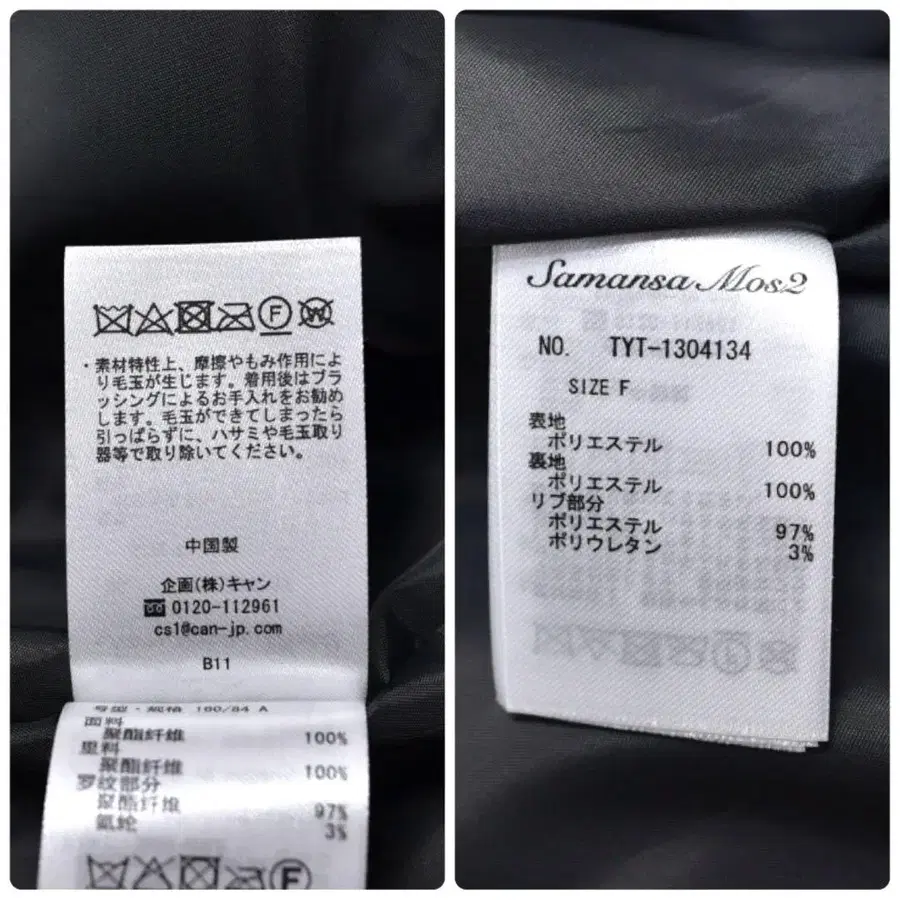 F W
・素材特性上、摩擦やもみ作用によ
り毛玉が生じます。着用後はブラ
ッシングによるお手入れをお勧め
します。毛玉ができてしまったら
引っぱらずに、ハサミや毛玉取り
器等で取り除いてください。
中国製
企画(株)キャン
0120-112961
cs1@can-jp.com
B11
号型・规格 160/84 A
面料
聚酯纤维 100%
里料
聚酯纤维 100%
罗纹部分
聚酯纤维 97%
氨纶 3%
F
Samansa Mos2
NO. TYT-1304134
SIZE F
表地
ポリエステル 100%
裏地
ポリエステル 100%
リブ部分
ポリエステル 97%
ポリウレタン 3%